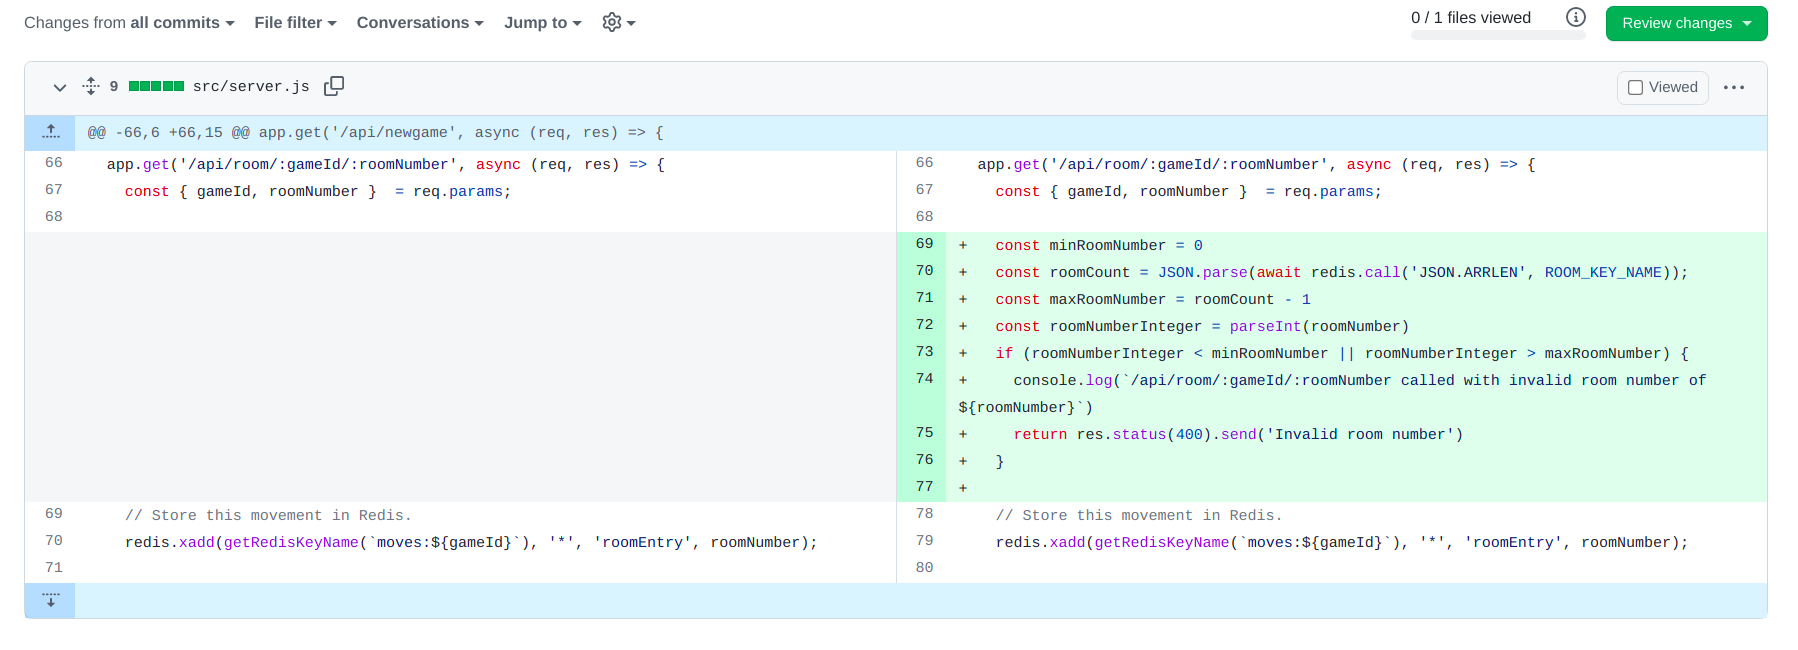 Changes from all commits File filter Conversations Jump to 0 / 1 files viewed Review changes
9 src/server.js Viewed
@@ -66,6 +66,15 @@ app.get('/api/newgame', async (req, res) => {
66 app.get('/api/room/:gameId/:roomNumber', async (req, res) => {
67 const { gameId, roomNumber }  = req.params;
68
69 // Store this movement in Redis.
70 redis.xadd(getRedisKeyName(`moves:${gameId}`), '*', 'roomEntry', roomNumber);
71
66 app.get('/api/room/:gameId/:roomNumber', async (req, res) => {
67 const { gameId, roomNumber }  = req.params;
68
69 + const minRoomNumber = 0
70 + const roomCount = JSON.parse(await redis.call('JSON.ARRLEN', ROOM_KEY_NAME));
71 + const maxRoomNumber = roomCount - 1
72 + const roomNumberInteger = parseInt(roomNumber)
73 + if (roomNumberInteger < minRoomNumber || roomNumberInteger > maxRoomNumber) {
74 + console.log(`/api/room/:gameId/:roomNumber called with invalid room number of
${roomNumber}`)
75 + return res.status(400).send('Invalid room number')
76 + }
77 +
78 // Store this movement in Redis.
79 redis.xadd(getRedisKeyName(`moves:${gameId}`), '*', 'roomEntry', roomNumber);
80